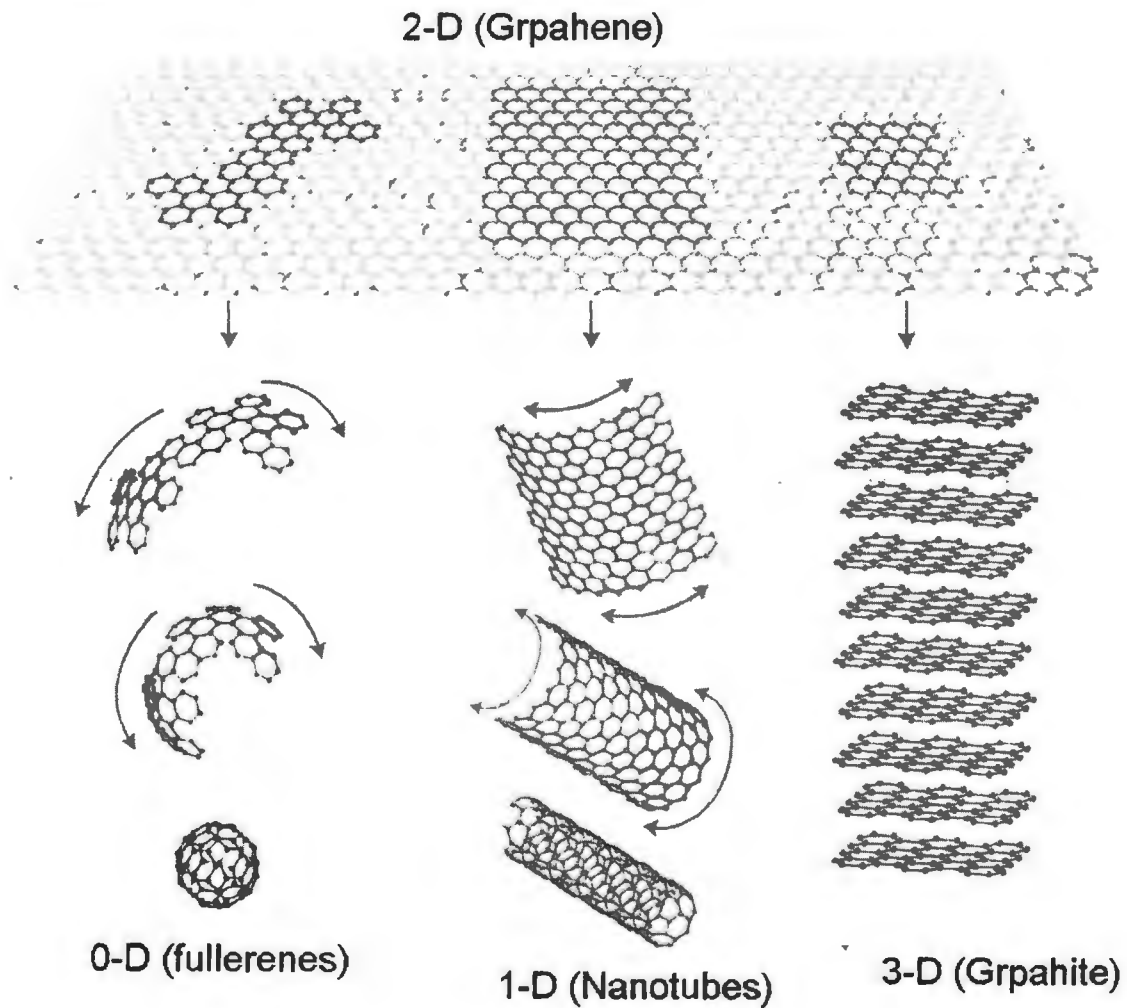 2-D (Grpahene)
0-D (fullerenes)
1-D (Nanotubes)
3-D (Grpahite)